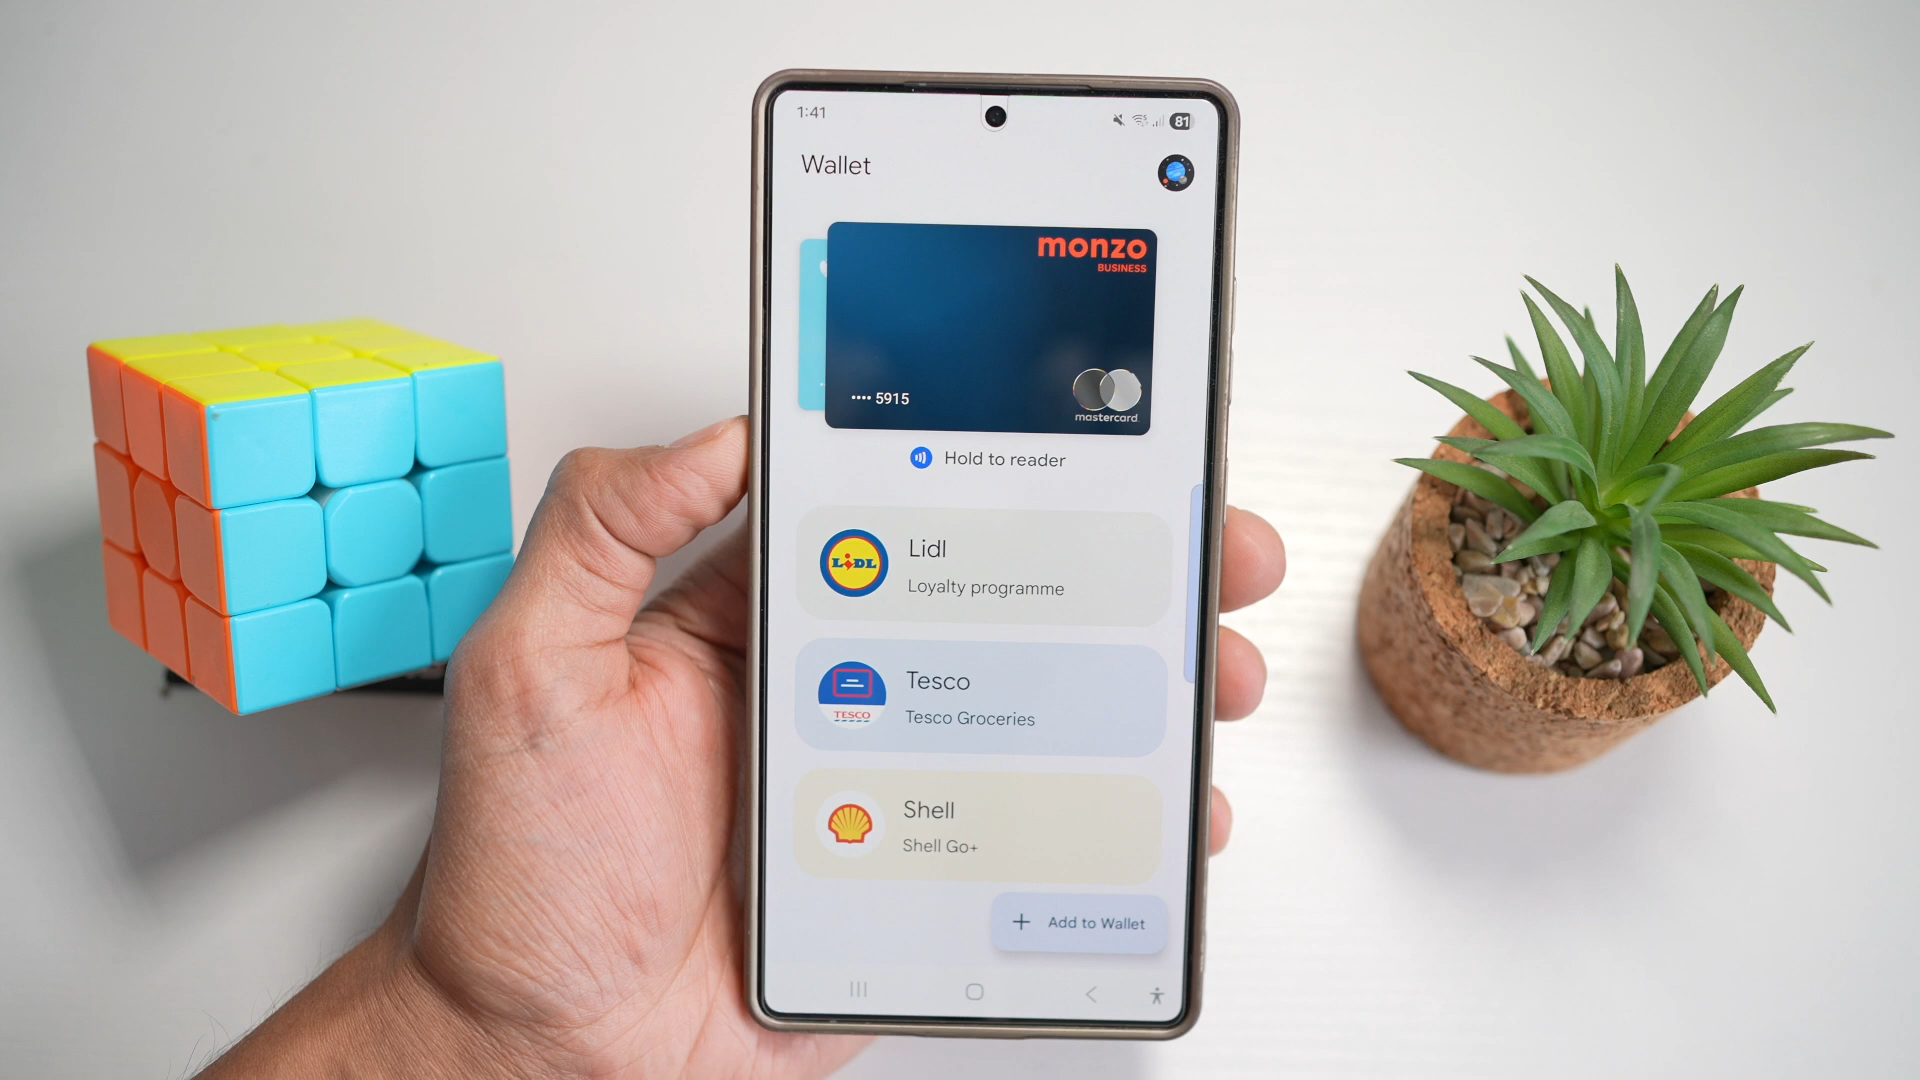 1:41
81
Wallet
monzo
BUSINESS
•••• 5915
mastercard
Hold to reader
LIDL
Lidl
Loyalty programme
TESCO
Tesco
Tesco Groceries
Shell
Shell Go+
+ Add to Wallet